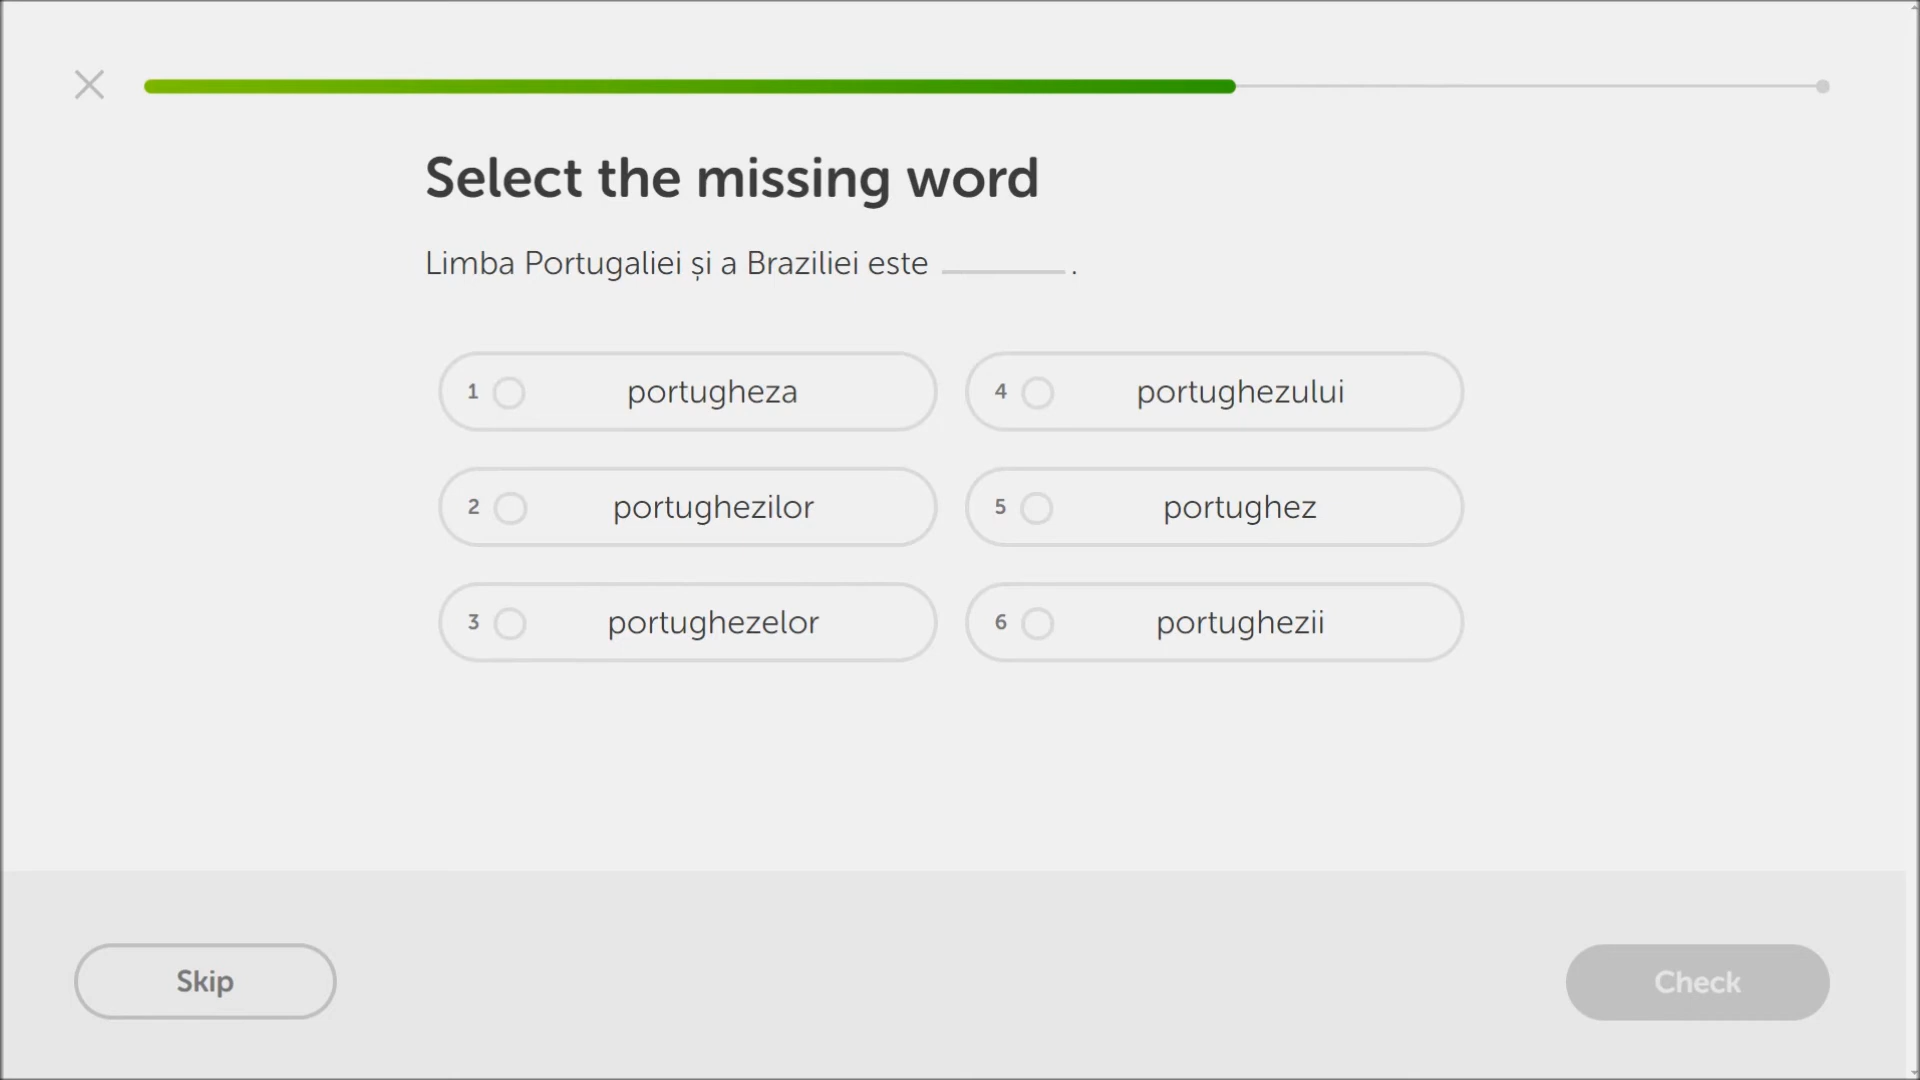 Select the missing word
Limba Portugaliei și a Braziliei este ________ .
1 portugheza
4 portughezului
2 portughezilor
5 portughez
3 portughezelor
6 portughezii
Skip
Check